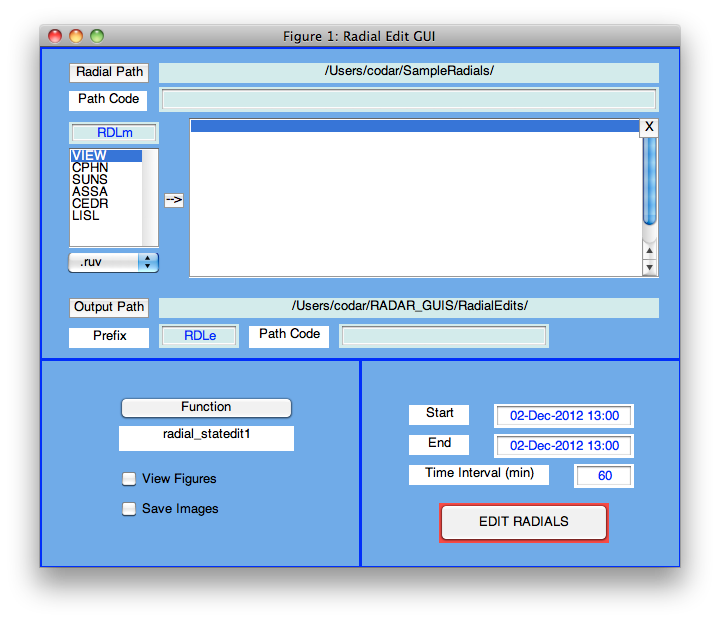 Figure 1: Radial Edit GUI
Radial Path
/Users/codar/SampleRadials/
Path Code
RDLm
X
VIEW
CPHN
SUNS
ASSA
CEDR
LISL
-->
.ruv
Output Path
/Users/codar/RADAR_GUIS/RadialEdits/
Prefix
RDLe
Path Code
Function
radial_statedit1
View Figures
Save Images
Start
02-Dec-2012 13:00
End
02-Dec-2012 13:00
Time Interval (min)
60
EDIT RADIALS